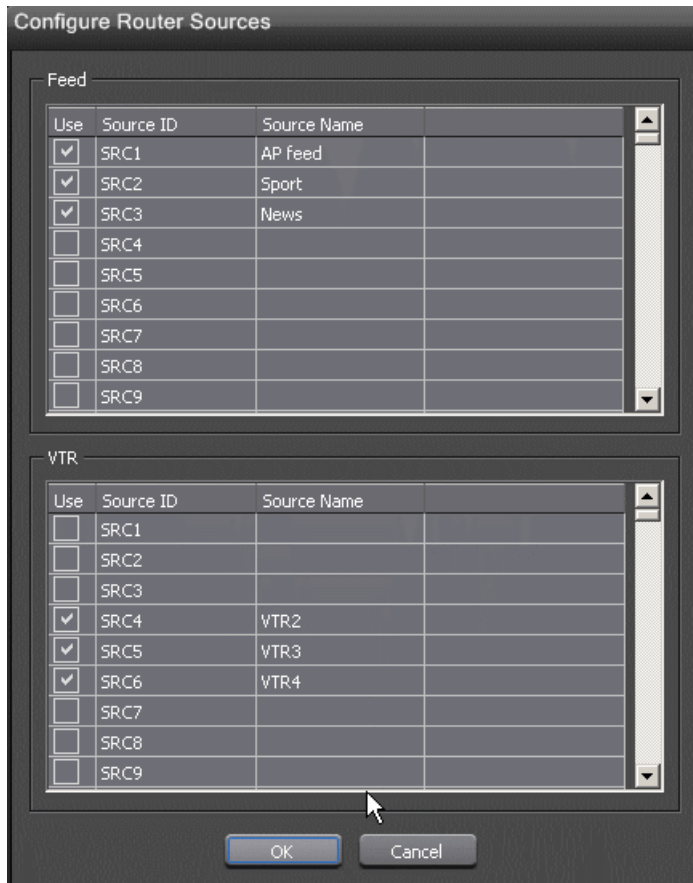 Configure Router Sources
Feed
Use Source ID Source Name
SRC1 AP feed
SRC2 Sport
SRC3 News
SRC4
SRC5
SRC6
SRC7
SRC8
SRC9
VTR
Use Source ID Source Name
SRC1
SRC2
SRC3
SRC4 VTR2
SRC5 VTR3
SRC6 VTR4
SRC7
SRC8
SRC9
OK Cancel